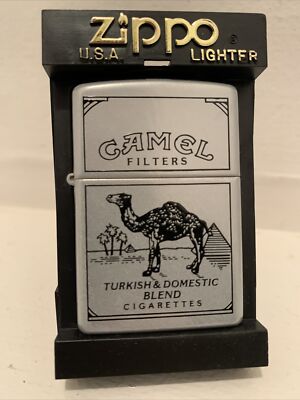 zippo
U.S.A LIGHTER
CAMEL
FILTERS
TURKISH & DOMESTIC
BLEND
CIGARETTES